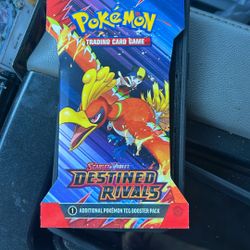 POKÉMON
TRADING CARD GAME
SCARLET & VIOLET
DESTINED
RIVALS
1 ADDITIONAL POKÉMON TCG BOOSTER PACK